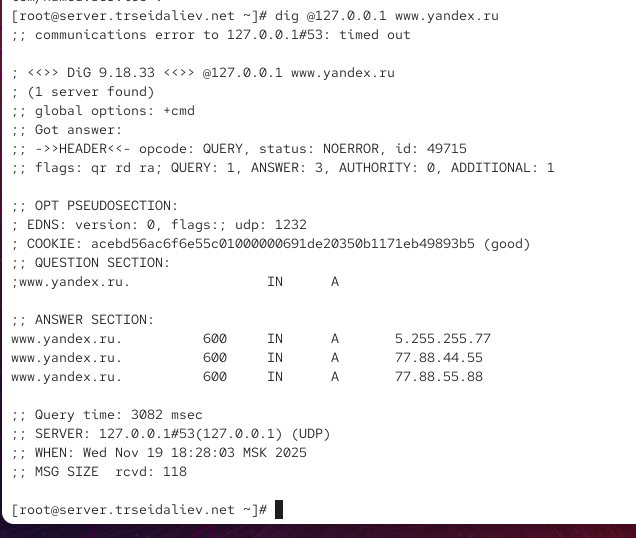 [root@server.trseidaliev.net ~]# dig @127.0.0.1 www.yandex.ru
;; communications error to 127.0.0.1#53: timed out

; <<>> DiG 9.18.33 <<>> @127.0.0.1 www.yandex.ru
; (1 server found)
;; global options: +cmd
;; Got answer:
;; ->>HEADER<<- opcode: QUERY, status: NOERROR, id: 49715
;; flags: qr rd ra; QUERY: 1, ANSWER: 3, AUTHORITY: 0, ADDITIONAL: 1

;; OPT PSEUDOSECTION:
; EDNS: version: 0, flags:; udp: 1232
; COOKIE: acebd56ac6f6e55c01000000691de20350b1171eb49893b5 (good)
;; QUESTION SECTION:
;www.yandex.ru. IN A

;; ANSWER SECTION:
www.yandex.ru. 600 IN A 5.255.255.77
www.yandex.ru. 600 IN A 77.88.44.55
www.yandex.ru. 600 IN A 77.88.55.88

;; Query time: 3082 msec
;; SERVER: 127.0.0.1#53(127.0.0.1) (UDP)
;; WHEN: Wed Nov 19 18:28:03 MSK 2025
;; MSG SIZE  rcvd: 118

[root@server.trseidaliev.net ~]#